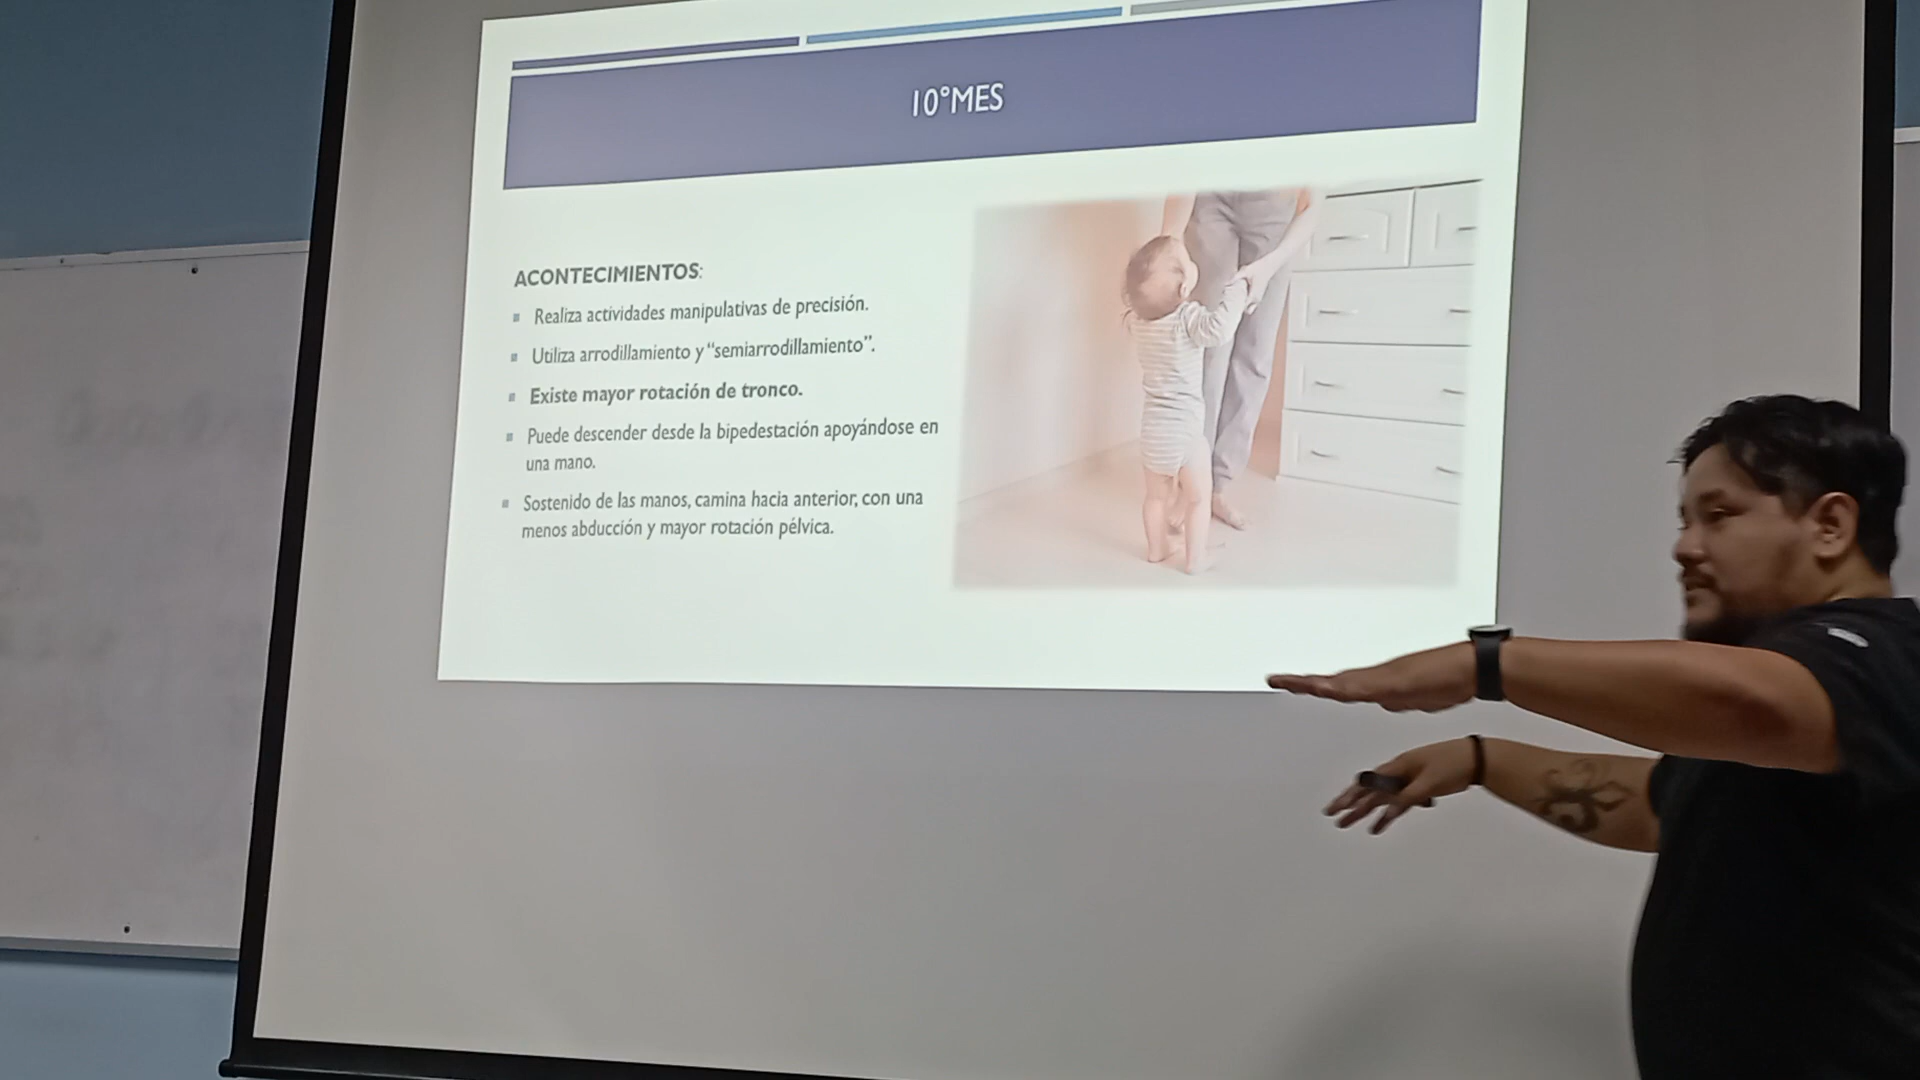 10°MES
ACONTECIMIENTOS:
Realiza actividades manipulativas de precisión.
Utiliza arrodillamiento y “semiarrodillamiento”.
Existe mayor rotación de tronco.
Puede descender desde la bipedestación apoyándose en
una mano.
Sostenido de las manos, camina hacia anterior, con una
menos abducción y mayor rotación pélvica.